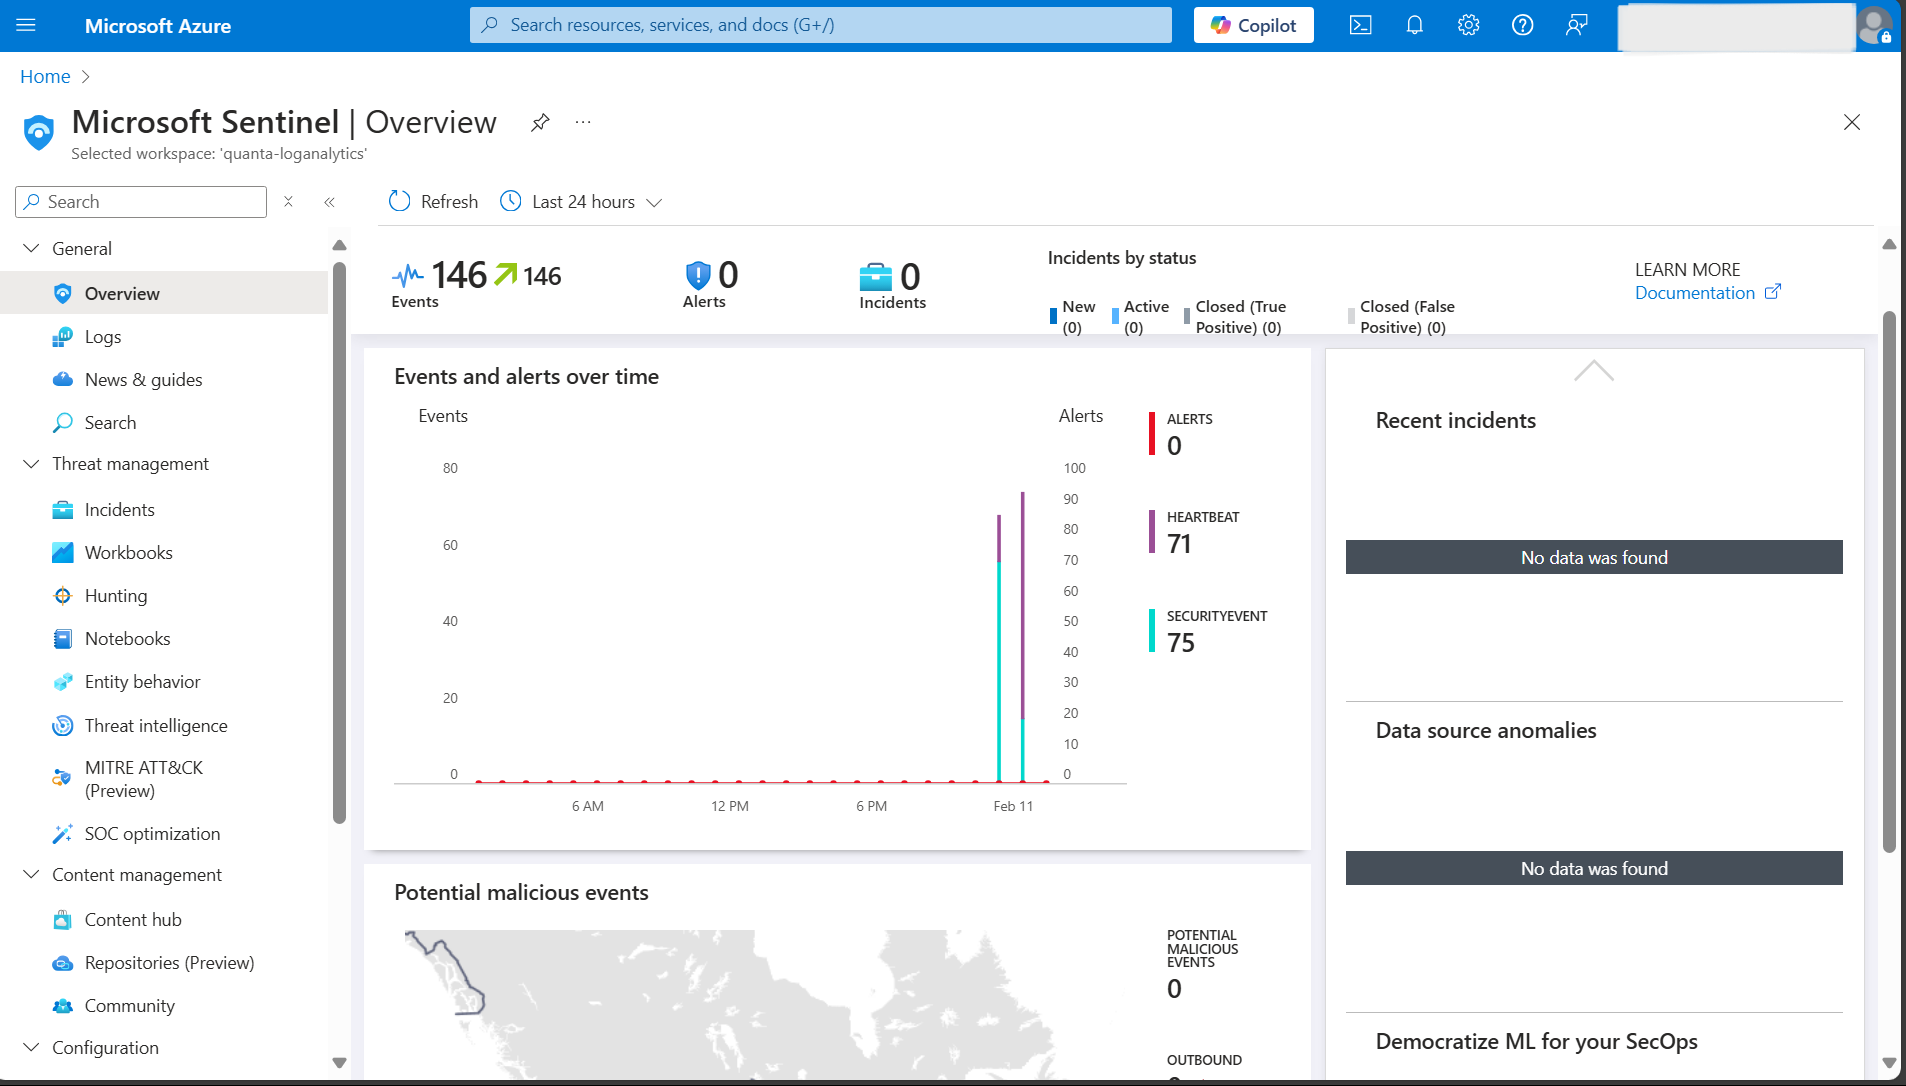 Microsoft Azure
Search resources, services, and docs (G+/)
Copilot
Home
Microsoft Sentinel | Overview
Selected workspace: 'quanta-loganalytics'
Search
General
Overview
Logs
News & guides
Search
Threat management
Incidents
Workbooks
Hunting
Notebooks
Entity behavior
Threat intelligence
MITRE ATT&CK
(Preview)
SOC optimization
Content management
Content hub
Repositories (Preview)
Community
Configuration
Refresh
Last 24 hours
146 146
Events
0
Alerts
0
Incidents
Incidents by status
New
(0)
Active
(0)
Closed (True
Positive) (0)
Closed (False
Positive) (0)
LEARN MORE
Documentation
Events and alerts over time
Events
Alerts
80
60
40
20
0
100
90
80
70
60
50
40
30
20
10
0
6 AM
12 PM
6 PM
Feb 11
ALERTS
0
HEARTBEAT
71
SECURITYEVENT
75
Potential malicious events
POTENTIAL
MALICIOUS
EVENTS
0
OUTBOUND
Recent incidents
No data was found
Data source anomalies
No data was found
Democratize ML for your SecOps